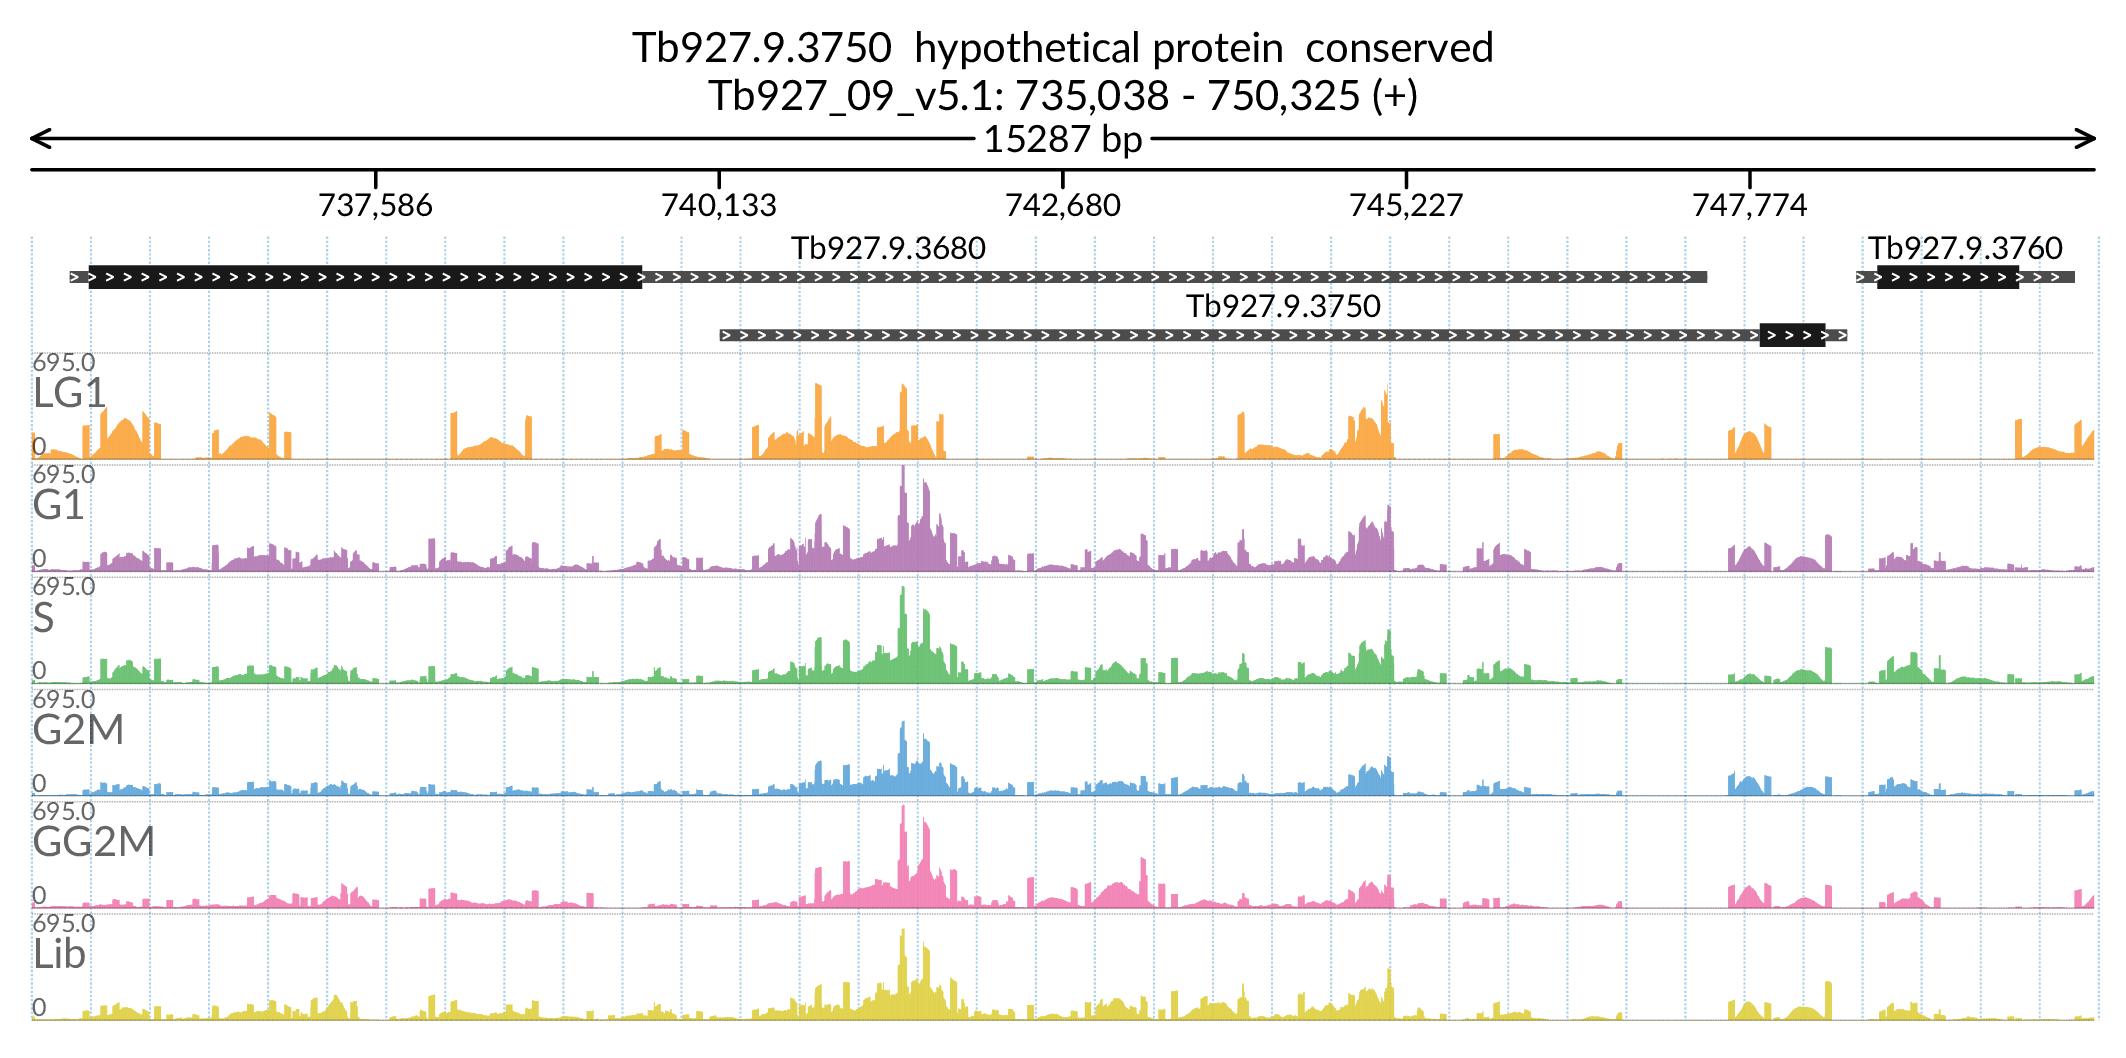 Tb927.9.3750 hypothetical protein conserved
Tb927_09_v5.1: 735,038 - 750,325 (+)
15287 bp
737,586 740,133 742,680 745,227 747,774
Tb927.9.3680 Tb927.9.3760
Tb927.9.3750
695.0
LG1
0
695.0
G1
0
695.0
S
0
695.0
G2M
0
695.0
GG2M
0
695.0
Lib
0